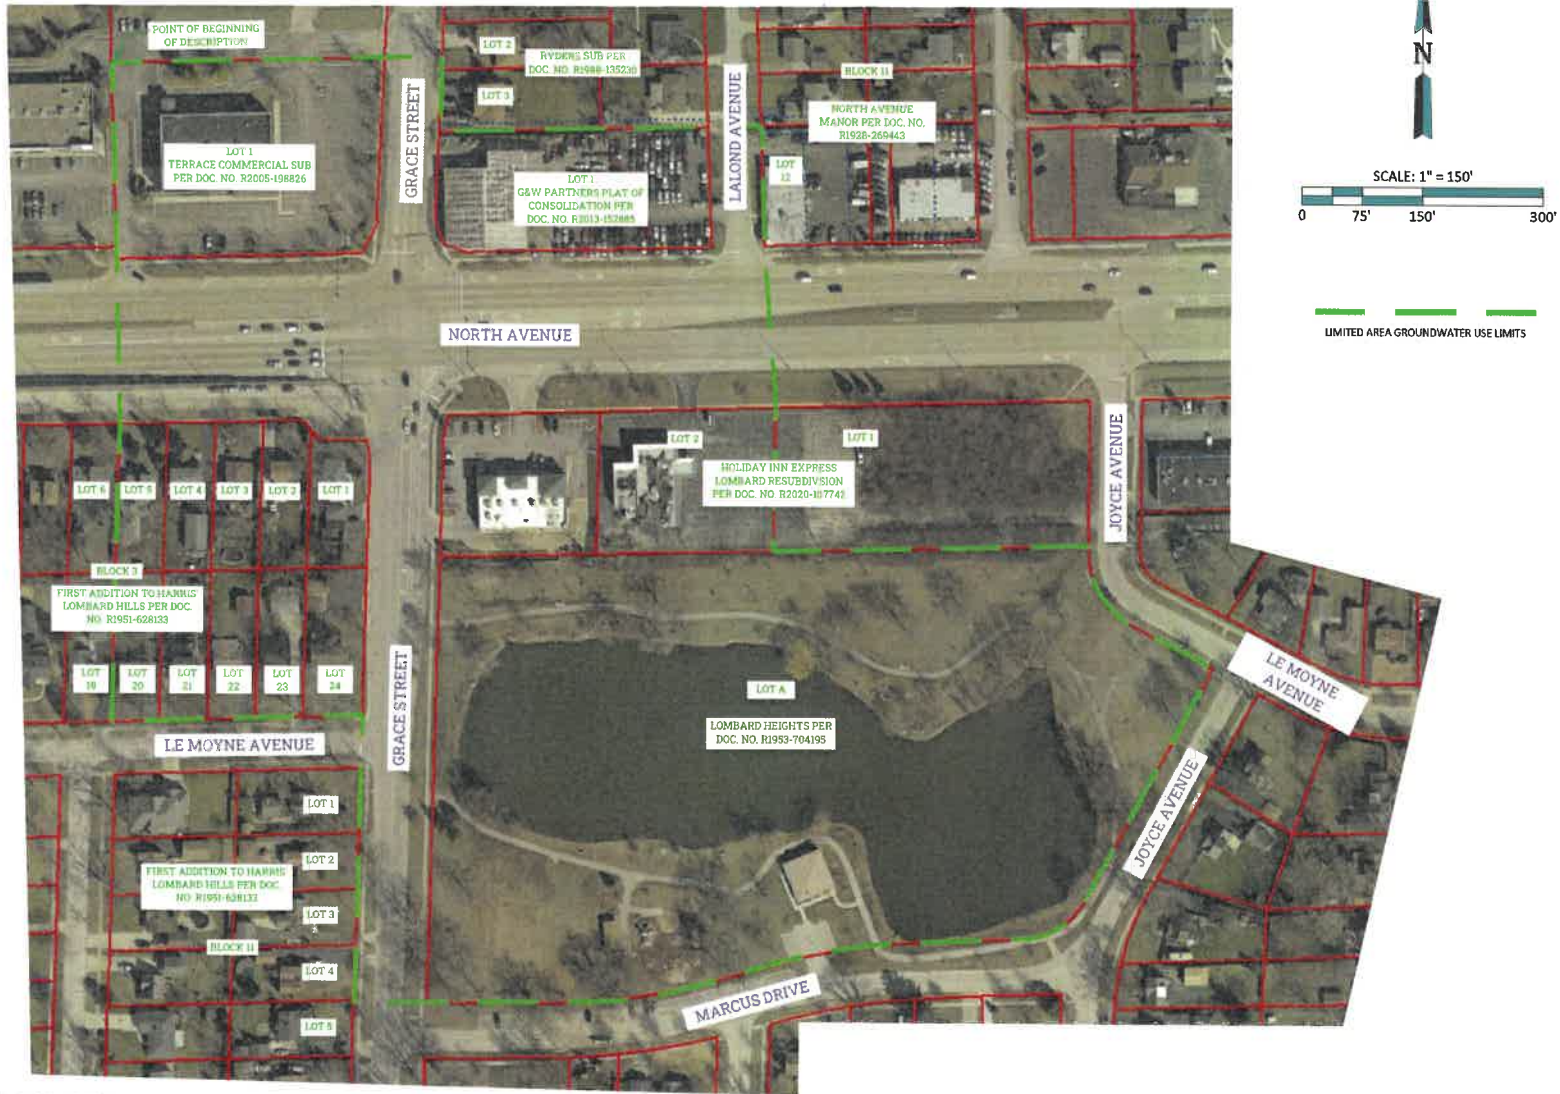 POINT OF BEGINNING
OF DESCRIPTION
LOT 2
RYDERS SUB PER
DOC. NO. R1988-135230
LOT 3
GRACE STREET
LALOND AVENUE
BLOCK 11
NORTH AVENUE
MANOR PER DOC. NO.
R1928-269443
LOT 1
TERRACE COMMERCIAL SUB
PER DOC. NO. R2005-198826
LOT 1
G&W PARTNERS PLAT OF
CONSOLIDATION PER
DOC. NO. R2013-152885
LOT
12
N
SCALE: 1" = 150'
0 75' 150' 300'
LIMITED AREA GROUNDWATER USE LIMITS
NORTH AVENUE
LOT 6
LOT 5
LOT 4
LOT 3
LOT 2
LOT 1
LOT 2
LOT 1
HOLIDAY INN EXPRESS
LOMBARD RESUBDIVISION
PER DOC. NO. R2020-107742
JOYCE AVENUE
BLOCK 3
FIRST ADDITION TO HARRIS
LOMBARD HILLS PER DOC.
NO. R1951-628133
LOT
19
LOT
20
LOT
21
LOT
22
LOT
23
LOT
24
GRACE STREET
LOT A
LOMBARD HEIGHTS PER
DOC. NO. R1953-704195
LE MOYNE
AVENUE
LE MOYNE AVENUE
JOYCE AVENUE
LOT 1
LOT 2
FIRST ADDITION TO HARRIS
LOMBARD HILLS PER DOC.
NO. R1951-628133
LOT 3
BLOCK 11
LOT 4
LOT 5
MARCUS DRIVE